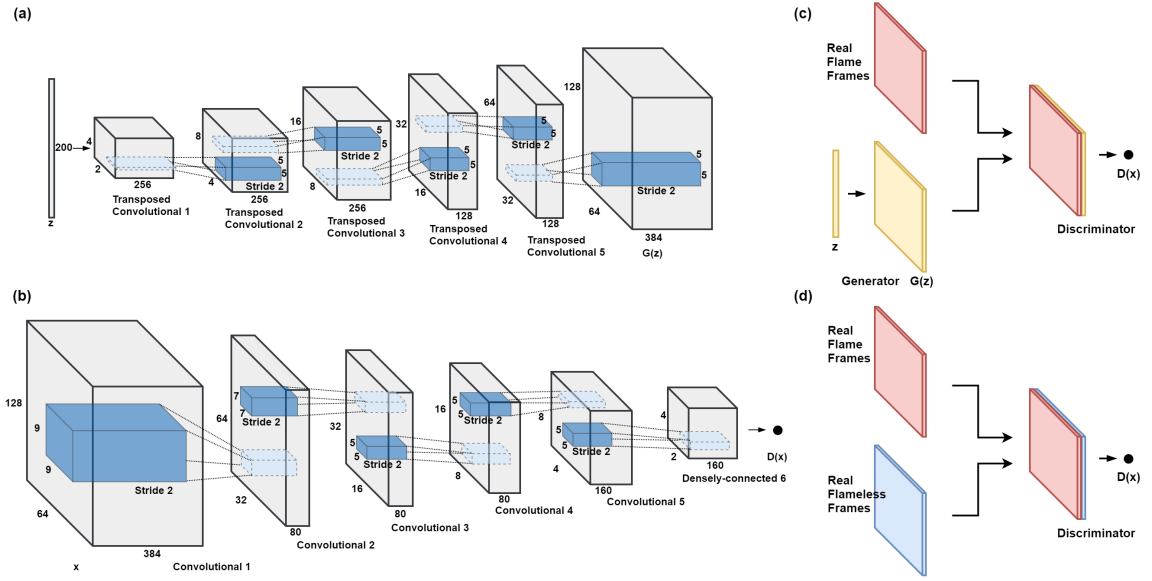 (a)
200
z
4
2
256
Transposed
Convolutional 1
8
4
5
5
Stride 2
256
Transposed
Convolutional 2
16
8
5
5
Stride 2
256
Transposed
Convolutional 3
32
16
5
5
Stride 2
128
Transposed
Convolutional 4
64
32
5
5
Stride 2
128
Transposed
Convolutional 5
128
64
5
5
Stride 2
384
G(z)
(b)
128
64
9
9
Stride 2
384
x
Convolutional 1
64
32
7
7
Stride 2
80
Convolutional 2
32
16
5
5
Stride 2
80
Convolutional 3
16
8
5
5
Stride 2
80
Convolutional 4
8
4
5
5
Stride 2
160
Convolutional 5
4
2
160
Densely-connected 6
D(x)
(c)
Real
Flame
Frames
z
Generator G(z)
D(x)
Discriminator
(d)
Real
Flame
Frames
Real
Flameless
Frames
D(x)
Discriminator